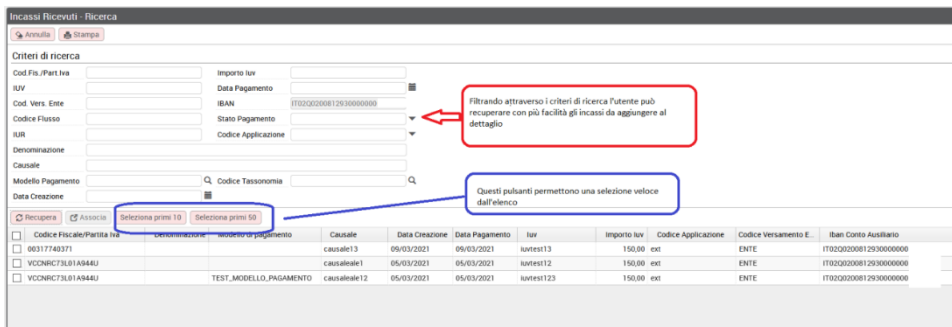 Incassi Ricevuti - Ricerca
Annulla Stampa
Criteri di ricerca
Cod.Fis./Part.Iva Importo Iuv
IUV Data Pagamento
Cod. Vers. Ente IBAN IT02Q0200812930000000
Codice Flusso Stato Pagamento
IUR Codice Applicazione
Denominazione
Causale
Modello Pagamento Codice Tassonomia
Data Creazione
Filtrando attraverso i criteri di ricerca l'utente può
recuperare con più facilità gli incassi da aggiungere al
dettaglio
Questi pulsanti permettono una selezione veloce
dall'elenco
Recupera Associa Seleziona primi 10 Seleziona primi 50
Codice Fiscale/Partita Iva Denominazione Modello di pagamento Causale Data Creazione Data Pagamento Iuv Importo Iuv Codice Applicazione Codice Versamento E... Iban Conto Ausiliario
00317740371 causale13 09/03/2021 09/03/2021 iuvtest13 150,00 ext ENTE IT02Q0200812930000000
VCCNRC73L01A944U causaleale1 05/03/2021 05/03/2021 iuvtest12 150,00 ext ENTE IT02Q0200812930000000
VCCNRC73L01A944U TEST_MODELLO_PAGAMENTO causaleale12 05/03/2021 05/03/2021 iuvtest123 150,00 ext ENTE IT02Q0200812930000000